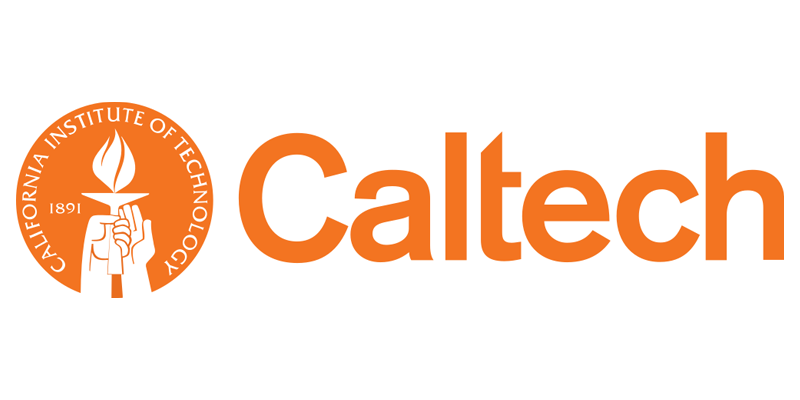 CALIFORNIA INSTITUTE OF TECHNOLOGY
1891
Caltech